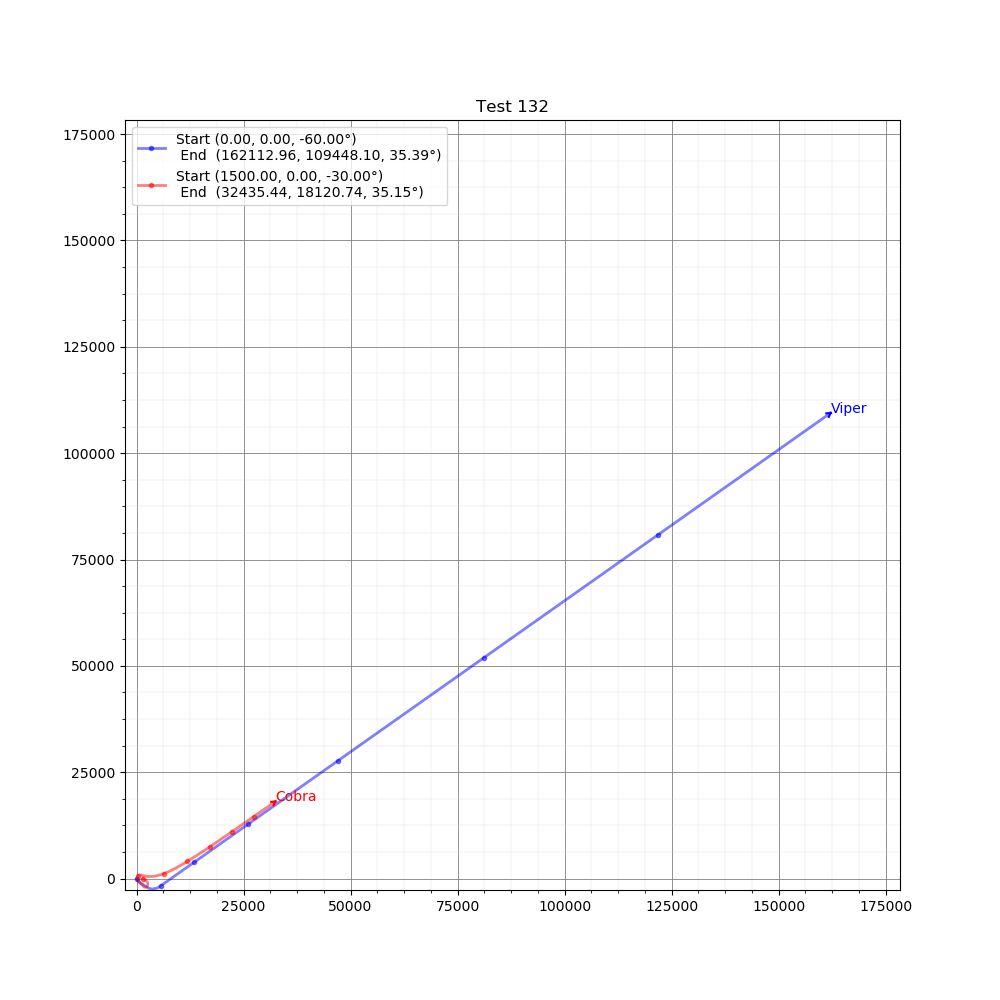 Test 132
Start (0.00, 0.00, -60.00°)
End (162112.96, 109448.10, 35.39°)
Start (1500.00, 0.00, -30.00°)
End (32435.44, 18120.74, 35.15°)
175000
150000
125000
100000
75000
50000
25000
0
Viper
Cobra
0 25000 50000 75000 100000 125000 150000 175000